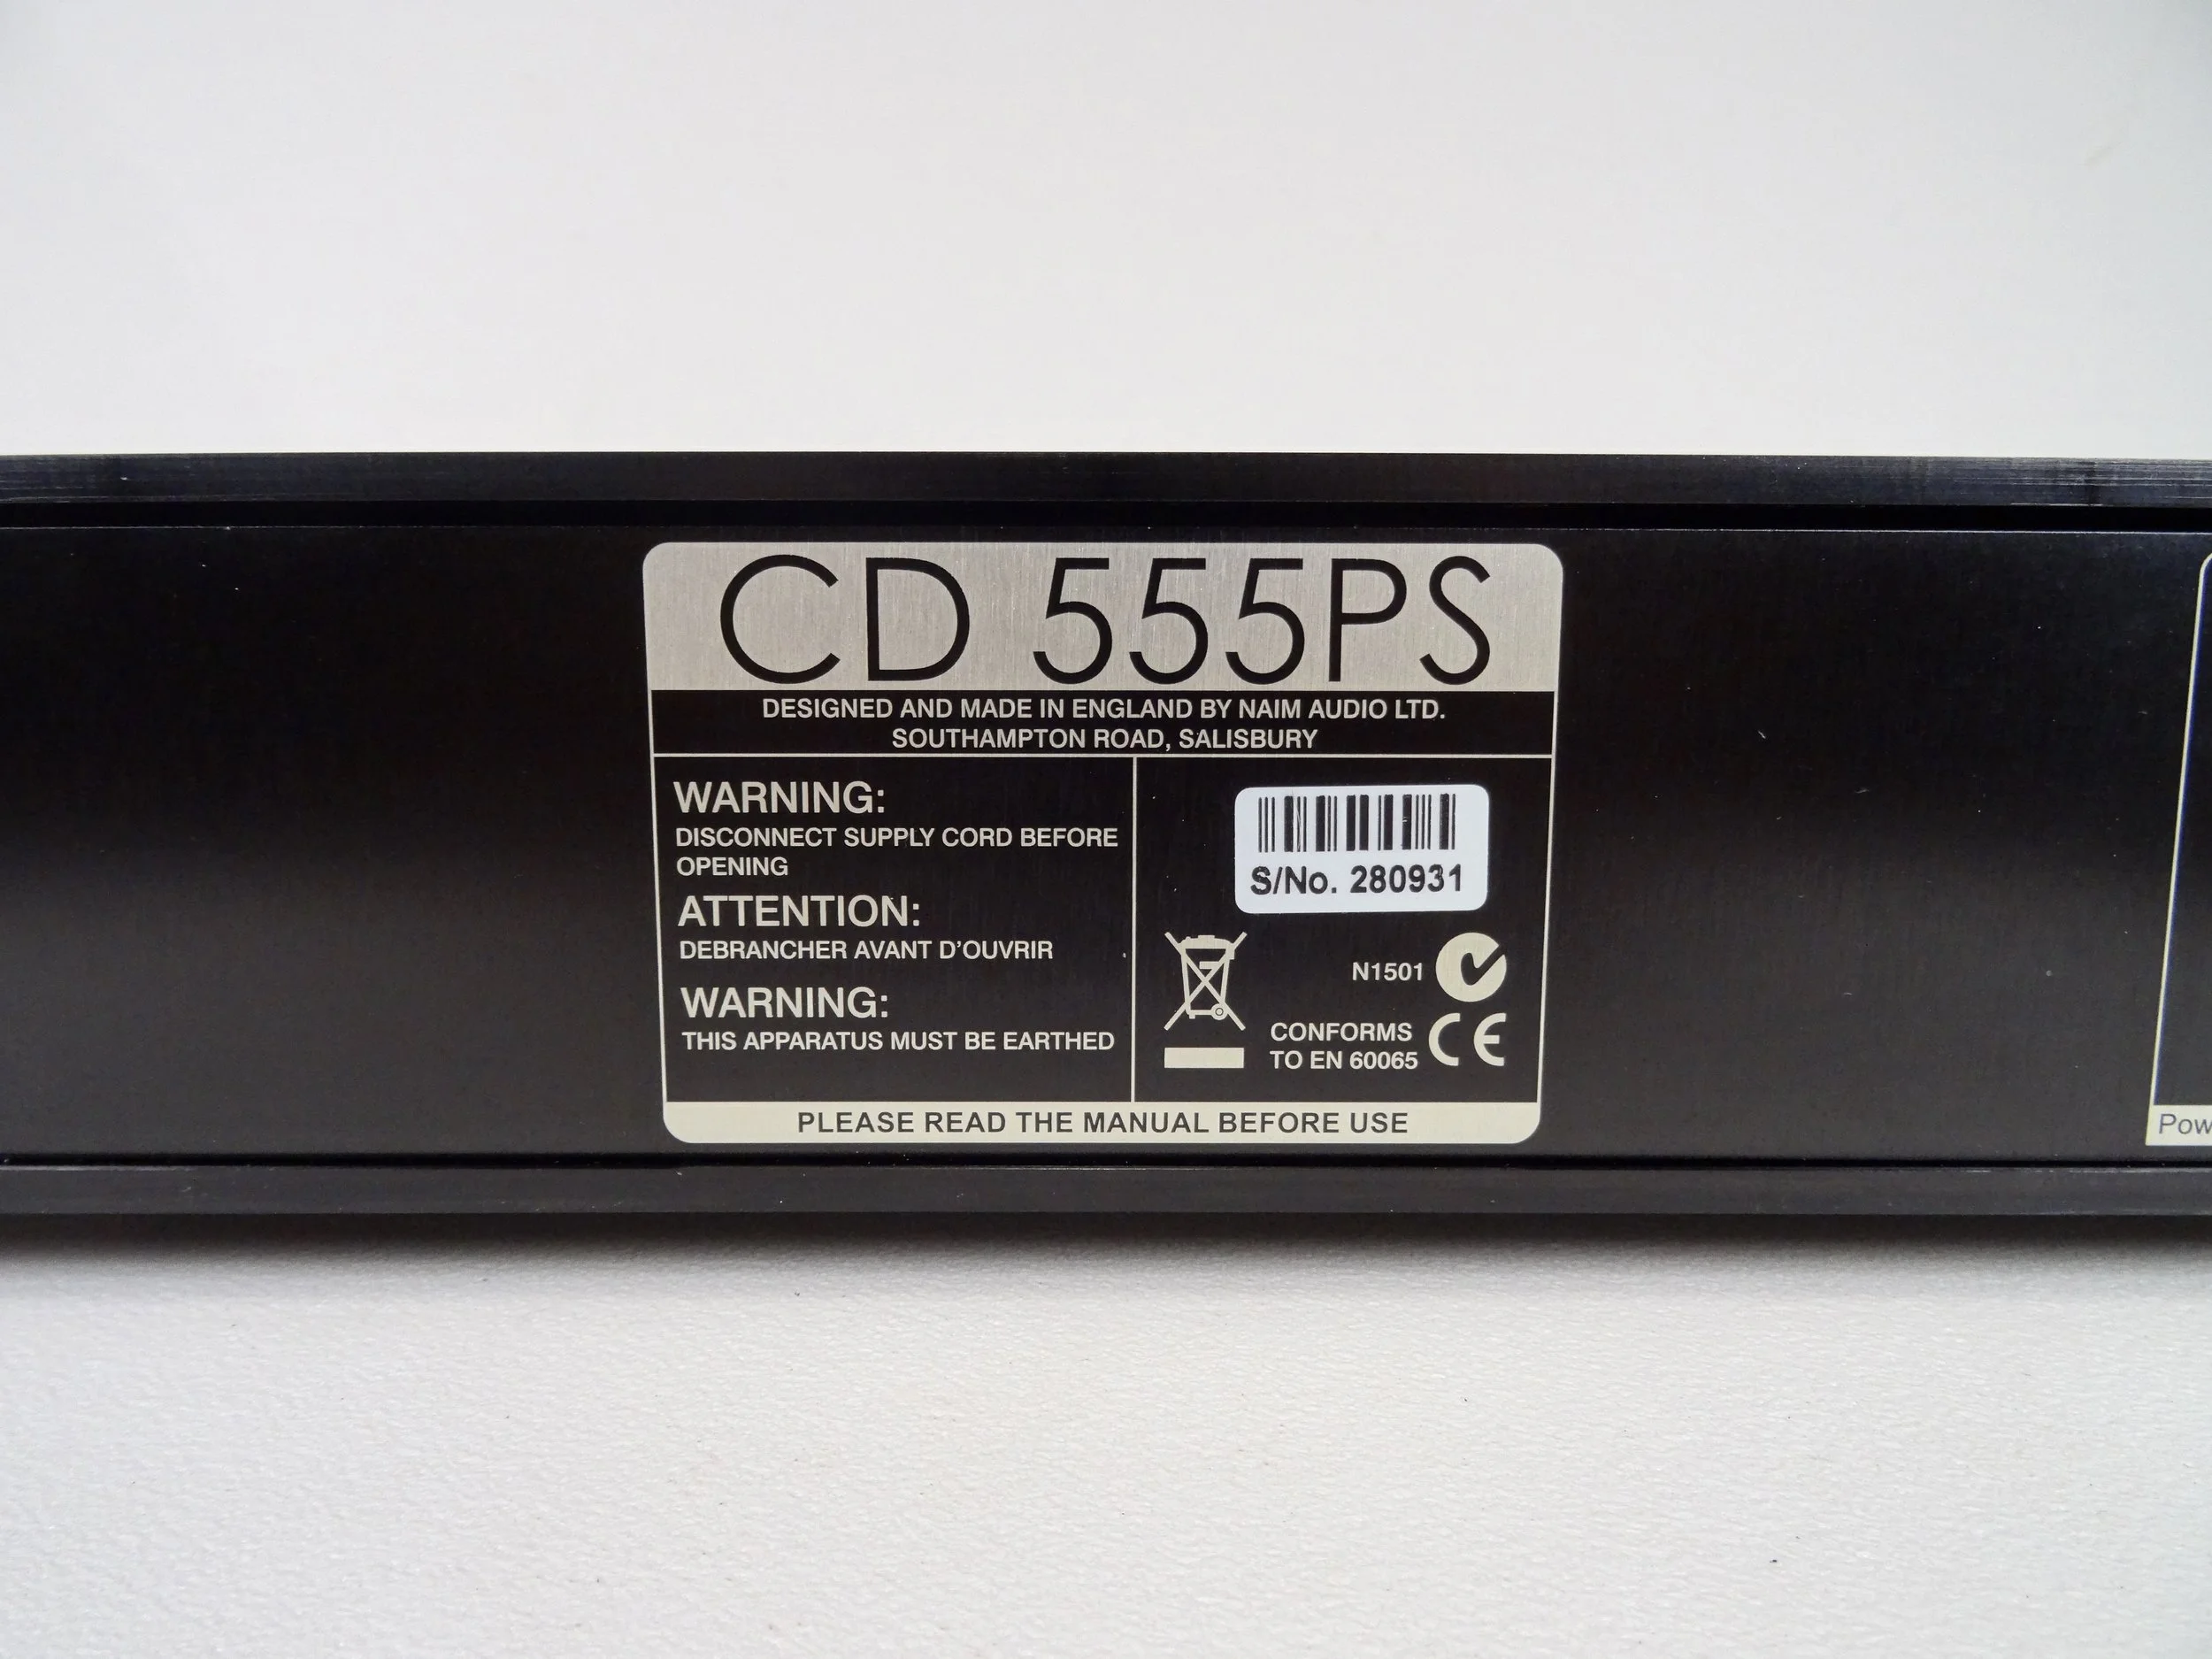 CD 555PS
DESIGNED AND MADE IN ENGLAND BY NAIM AUDIO LTD.
SOUTHAMPTON ROAD, SALISBURY
WARNING:
DISCONNECT SUPPLY CORD BEFORE
OPENING
ATTENTION:
DEBRANCHER AVANT D'OUVRIR
WARNING:
THIS APPARATUS MUST BE EARTHED
S/No. 280931
N1501
CONFORMS
TO EN 60065
CE
PLEASE READ THE MANUAL BEFORE USE
Pow